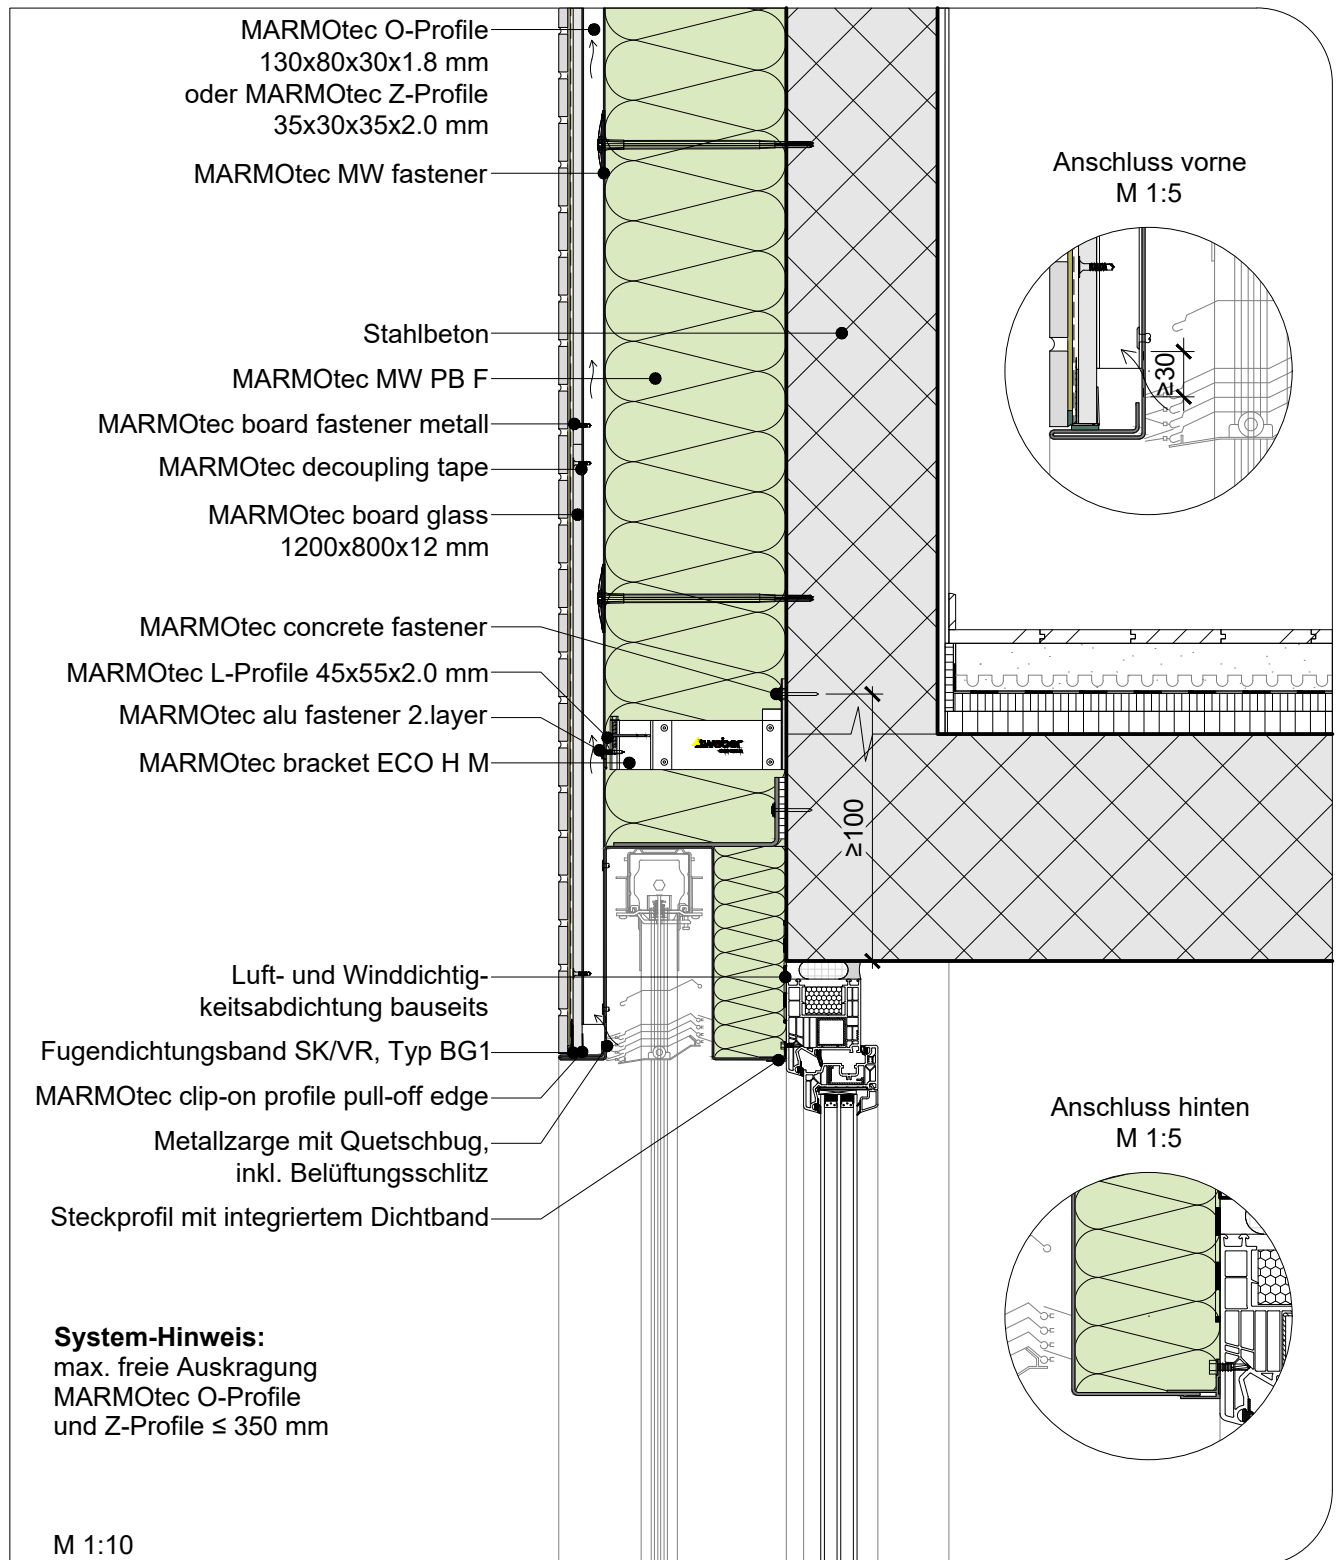 MARMOtec O-Profile
130x80x30x1.8 mm
oder MARMOtec Z-Profile
35x30x35x2.0 mm
MARMOtec MW fastener
Stahlbeton
MARMOtec MW PB F
MARMOtec board fastener metall
MARMOtec decoupling tape
MARMOtec board glass
1200x800x12 mm
MARMOtec concrete fastener
MARMOtec L-Profile 45x55x2.0 mm
MARMOtec alu fastener 2.layer
MARMOtec bracket ECO H M
weber
≥100
Luft- und Winddichtig-
keitsabdichtung bauseits
Fugendichtungsband SK/VR, Typ BG1
MARMOtec clip-on profile pull-off edge
Metallzarge mit Quetschbug,
inkl. Belüftungsschlitz
Steckprofil mit integriertem Dichtband
System-Hinweis:
max. freie Auskragung
MARMOtec O-Profile
und Z-Profile ≤ 350 mm
M 1:10
Anschluss vorne
M 1:5
≥30
Anschluss hinten
M 1:5